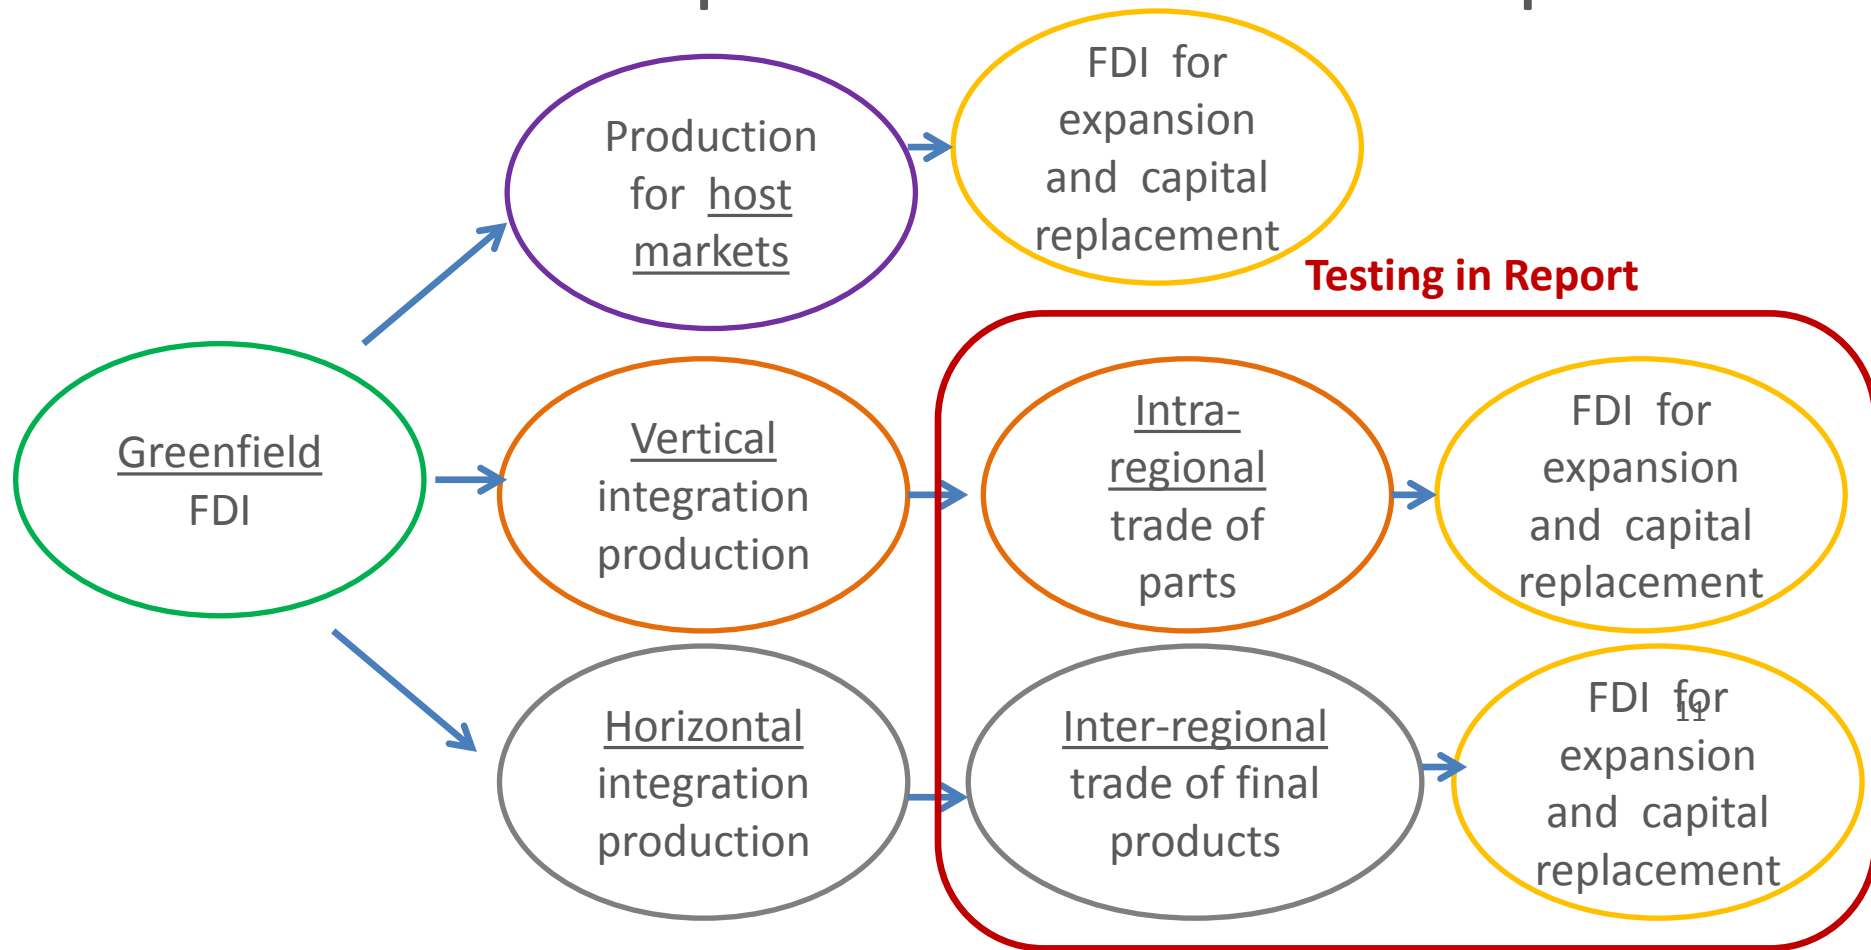 FDI for
expansion
and capital
replacement
Production
for host
markets
Testing in Report
Greenfield
FDI
Vertical
integration
production
Intra-
regional
trade of
parts
FDI for
expansion
and capital
replacement
Horizontal
integration
production
Inter-regional
trade of final
products
FDI for
expansion
and capital
replacement
11